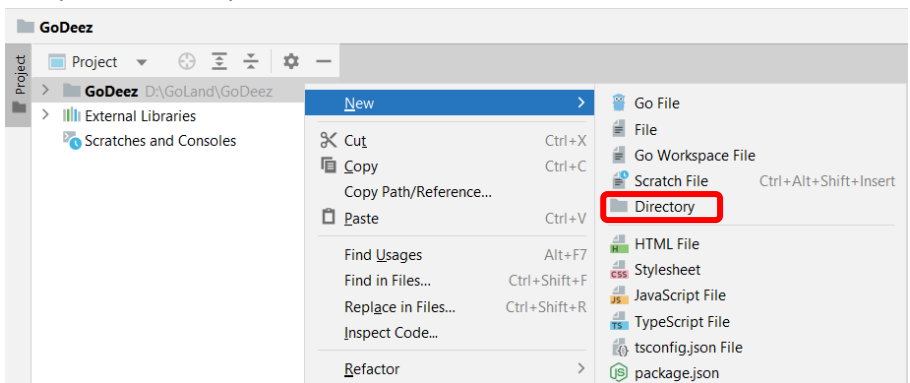 GoDeez
Project
Project
GoDeez D:\GoLand\GoDeez
External Libraries
Scratches and Consoles
New
Cut Ctrl+X
Copy Ctrl+C
Copy Path/Reference...
Paste Ctrl+V
Find Usages Alt+F7
Find in Files... Ctrl+Shift+F
Replace in Files... Ctrl+Shift+R
Inspect Code...
Refactor
Go File
File
Go Workspace File
Scratch File Ctrl+Alt+Shift+Insert
Directory
H HTML File
CSS Stylesheet
JS JavaScript File
TS TypeScript File
tsconfig.json File
package.json